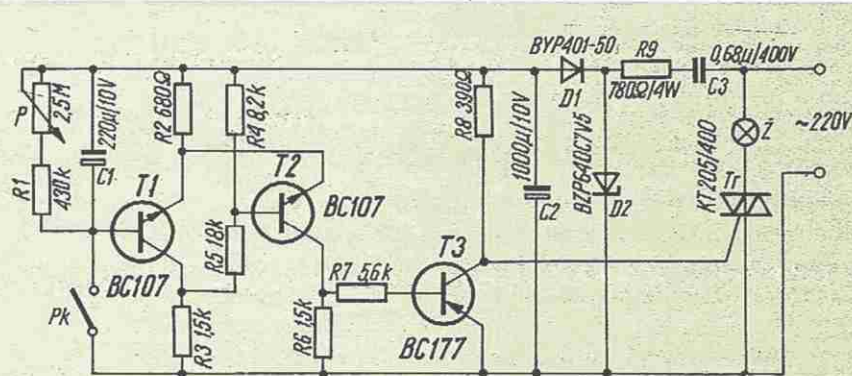 BYP401-50
R9
0,68µ/400V
D1
780Ω/4W
C3
P
2,5M
220µ/10V
C1
R2 680Ω
R4 8,2k
R8 390Ω
1000µ/10V
C2
BZP640C7V5
D2
Ż
~220V
KT205/400
Tr
R1
430k
T1
T2
BC107
R5 18k
T3
BC107
R7 5,6k
Pk
R3 1,5k
R6 1,5k
BC177